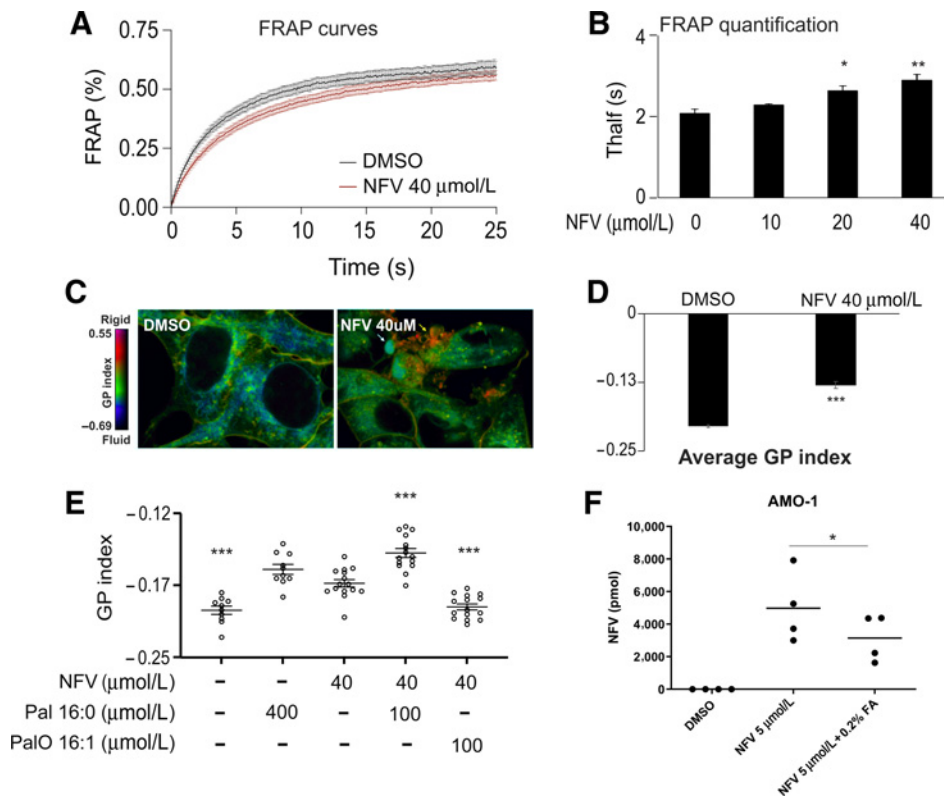 A
FRAP curves
FRAP (%)
0.75
0.50
0.25
0.00
DMSO
NFV 40 μmol/L
0 5 10 15 20 25
Time (s)
B
FRAP quantification
Thalf (s)
4
2
0
* **
NFV (μmol/L) 0 10 20 40
C
Rigid
0.55
GP index
−0.69
Fluid
DMSO
NFV 40uM
D
DMSO NFV 40 μmol/L
0
−0.13
−0.25
***
Average GP index
E
GP index
−0.12
−0.17
−0.25
*** *** ***
NFV (μmol/L) – – 40 40 40
Pal 16:0 (μmol/L) – 400 – 100 –
PalO 16:1 (μmol/L) – – – – 100
F
AMO-1
NFV (pmol)
10,000
8,000
6,000
4,000
2,000
0
*
DMSO
NFV 5 μmol/L
NFV 5 μmol/L+0.2% FA